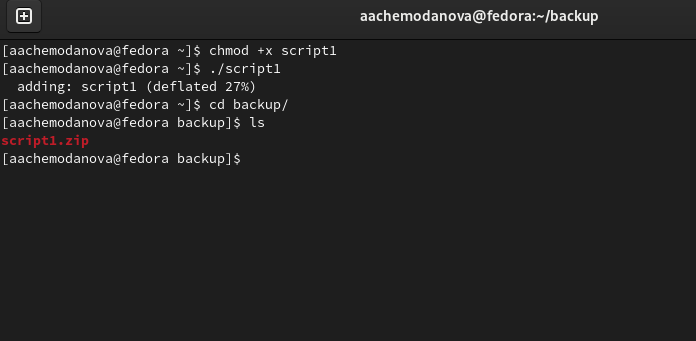 aachemodanova@fedora:~/backup
[aachemodanova@fedora ~]$ chmod +x script1
[aachemodanova@fedora ~]$ ./script1
  adding: script1 (deflated 27%)
[aachemodanova@fedora ~]$ cd backup/
[aachemodanova@fedora backup]$ ls
script1.zip
[aachemodanova@fedora backup]$